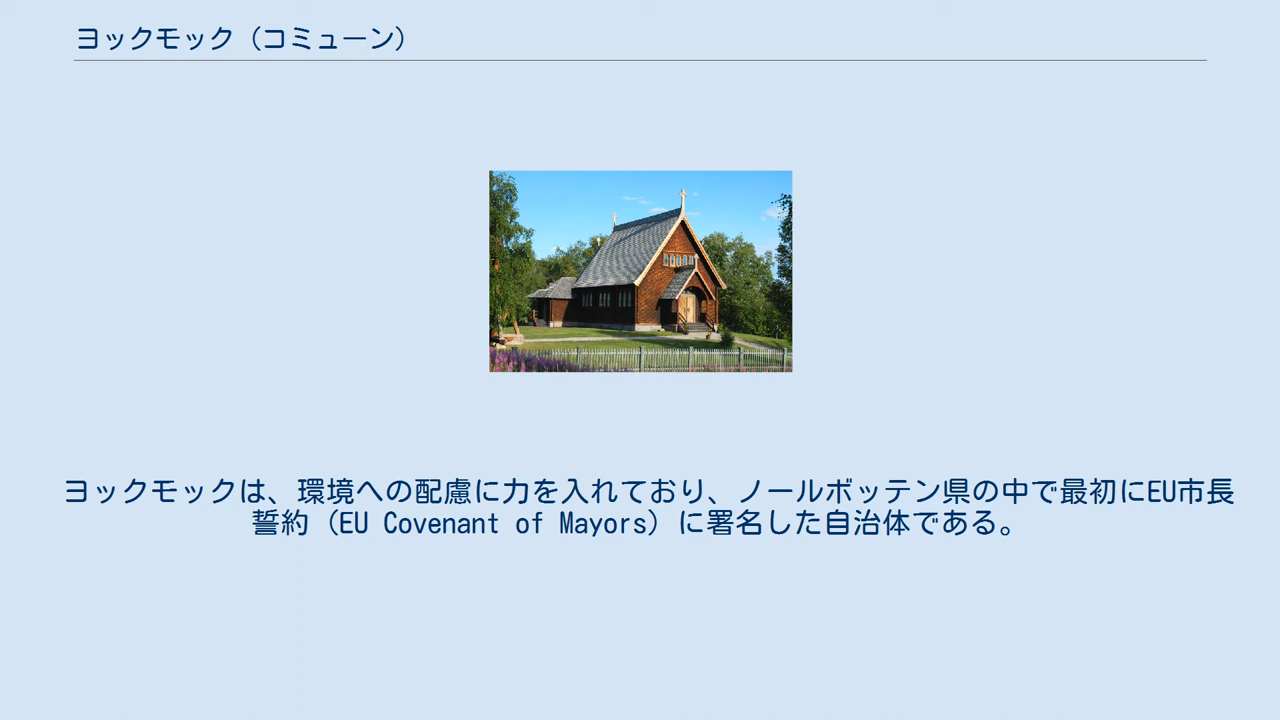 ヨックモック（コミューン）
ヨックモックは、環境への配慮に力を入れており、ノールボッテン県の中で最初にEU市長
誓約（EU Covenant of Mayors）に署名した自治体である。